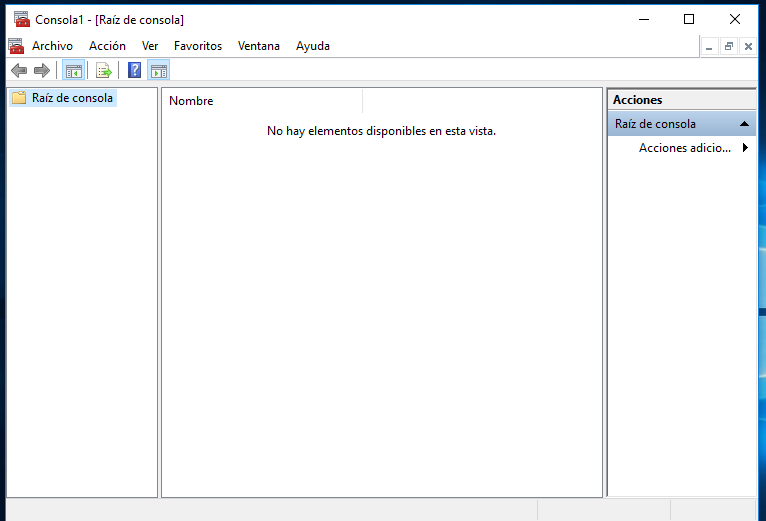 Consola1 - [Raíz de consola]
Archivo Acción Ver Favoritos Ventana Ayuda
Raíz de consola
Nombre
No hay elementos disponibles en esta vista.
Acciones
Raíz de consola
Acciones adicio...